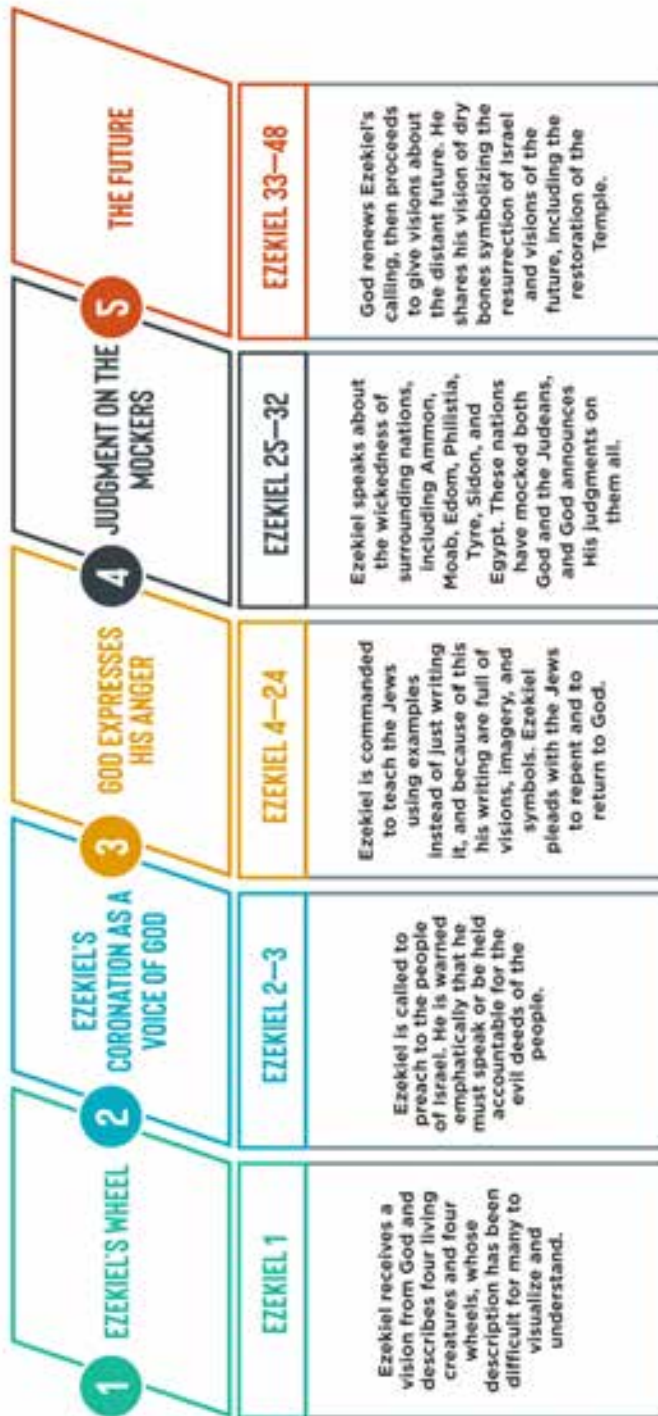 1
EZEKIEL'S WHEEL
EZEKIEL 1
Ezekiel receives a
vision from God and
describes four living
creatures and four
wheels, whose
description has been
difficult for many to
visualize and
understand.
2
EZEKIEL'S
CORONATION AS A
VOICE OF GOD
EZEKIEL 2–3
Ezekiel is called to
preach to the people
of Israel. He is warned
emphatically that he
must speak or be held
accountable for the
evil deeds of the
people.
3
GOD EXPRESSES
HIS ANGER
EZEKIEL 4–24
Ezekiel is commanded
to teach the Jews
using examples
instead of just writing
it, and because of this
his writing are full of
visions, imagery, and
symbols. Ezekiel
pleads with the Jews
to repent and to
return to God.
4
JUDGMENT ON THE
MOCKERS
EZEKIEL 25–32
Ezekiel speaks about
the wickedness of
surrounding nations,
including Ammon,
Moab, Edom, Philistia,
Tyre, Sidon, and
Egypt. These nations
have mocked both
God and the Judeans,
and God announces
His judgments on
them all.
5
THE FUTURE
EZEKIEL 33–48
God renews Ezekiel's
calling, then proceeds
to give visions about
the distant future. He
shares his vision of dry
bones symbolizing the
resurrection of Israel
and visions of the
future, including the
restoration of the
Temple.